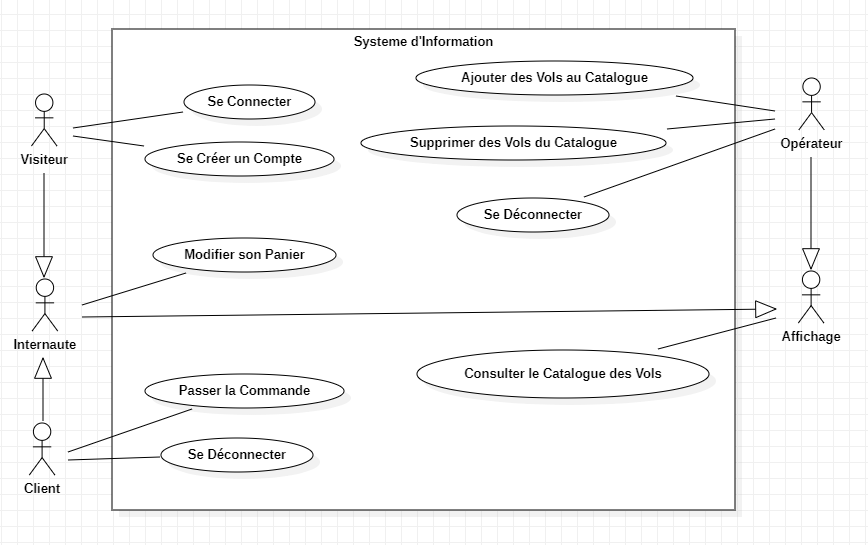 Systeme d'Information
Ajouter des Vols au Catalogue
Se Connecter
Supprimer des Vols du Catalogue
Opérateur
Visiteur
Se Créer un Compte
Se Déconnecter
Modifier son Panier
Internaute
Affichage
Consulter le Catalogue des Vols
Passer la Commande
Se Déconnecter
Client